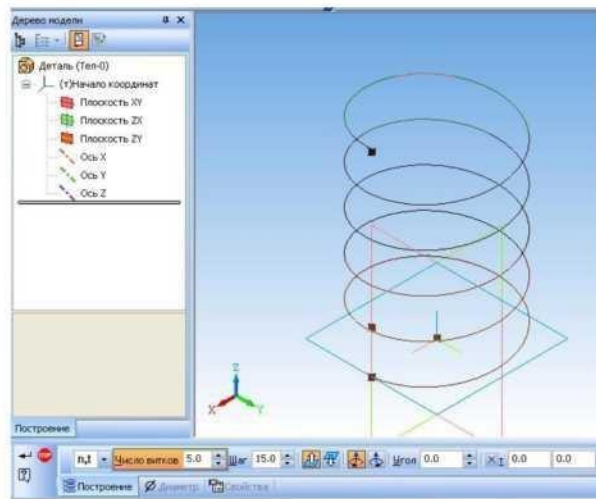 Дерево модели
Деталь (Тел-0)
(т)Начало координат
Плоскость XY
Плоскость ZX
Плоскость ZY
Ось X
Ось Y
Ось Z
Z
X
Y
Построение
n,t Число витков 5.0 Шаг 15.0 Угол 0.0 0.0 0.0
Построение Диаметр Свойства